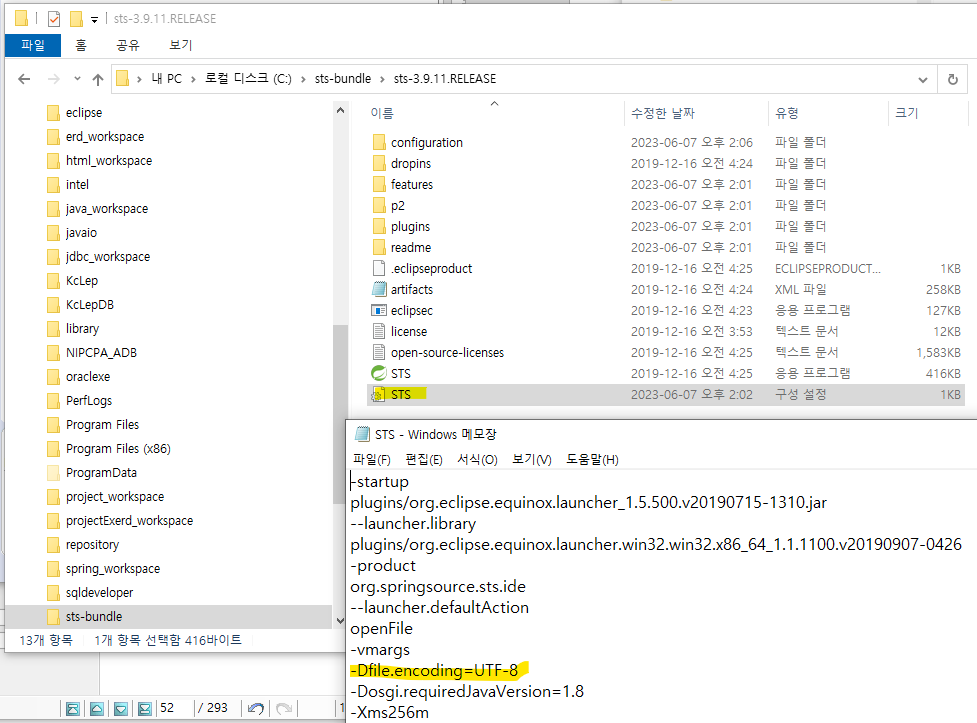 sts-3.9.11.RELEASE
파일 홈 공유 보기
내 PC › 로컬 디스크 (C:) › sts-bundle › sts-3.9.11.RELEASE
eclipse
erd_workspace
html_workspace
intel
java_workspace
javaio
jdbc_workspace
KcLep
KcLepDB
library
NIPCPA_ADB
oraclexe
PerfLogs
Program Files
Program Files (x86)
ProgramData
project_workspace
projectExerd_workspace
repository
spring_workspace
sqldeveloper
sts-bundle
이름 수정한 날짜 유형 크기
configuration 2023-06-07 오후 2:06 파일 폴더
dropins 2019-12-16 오전 4:24 파일 폴더
features 2023-06-07 오후 2:01 파일 폴더
p2 2023-06-07 오후 2:01 파일 폴더
plugins 2023-06-07 오후 2:01 파일 폴더
readme 2023-06-07 오후 2:01 파일 폴더
.eclipseproduct 2019-12-16 오전 4:25 ECLIPSEPRODUCT... 1KB
artifacts 2019-12-16 오전 4:24 XML 파일 258KB
eclipsec 2019-12-16 오전 4:23 응용 프로그램 127KB
license 2019-12-16 오전 3:53 텍스트 문서 12KB
open-source-licenses 2019-12-16 오전 4:25 텍스트 문서 1,583KB
STS 2019-12-16 오전 4:25 응용 프로그램 416KB
STS 2023-06-07 오후 2:02 구성 설정 1KB
13개 항목 1개 항목 선택함 416바이트
STS - Windows 메모장
파일(F) 편집(E) 서식(O) 보기(V) 도움말(H)
-startup
plugins/org.eclipse.equinox.launcher_1.5.500.v20190715-1310.jar
--launcher.library
plugins/org.eclipse.equinox.launcher.win32.win32.x86_64_1.1.1100.v20190907-0426
-product
org.springsource.sts.ide
--launcher.defaultAction
openFile
-vmargs
-Dfile.encoding=UTF-8
-Dosgi.requiredJavaVersion=1.8
-Xms256m
52 / 293